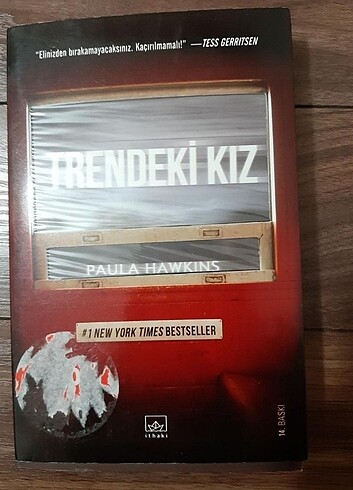 "Elinizden bırakamayacaksınız. Kaçırılmamalı!" —TESS GERRITSEN
TRENDEKİ KIZ
PAULA HAWKINS
#1 NEW YORK TIMES BESTSELLER
ithaki
14. BASKI